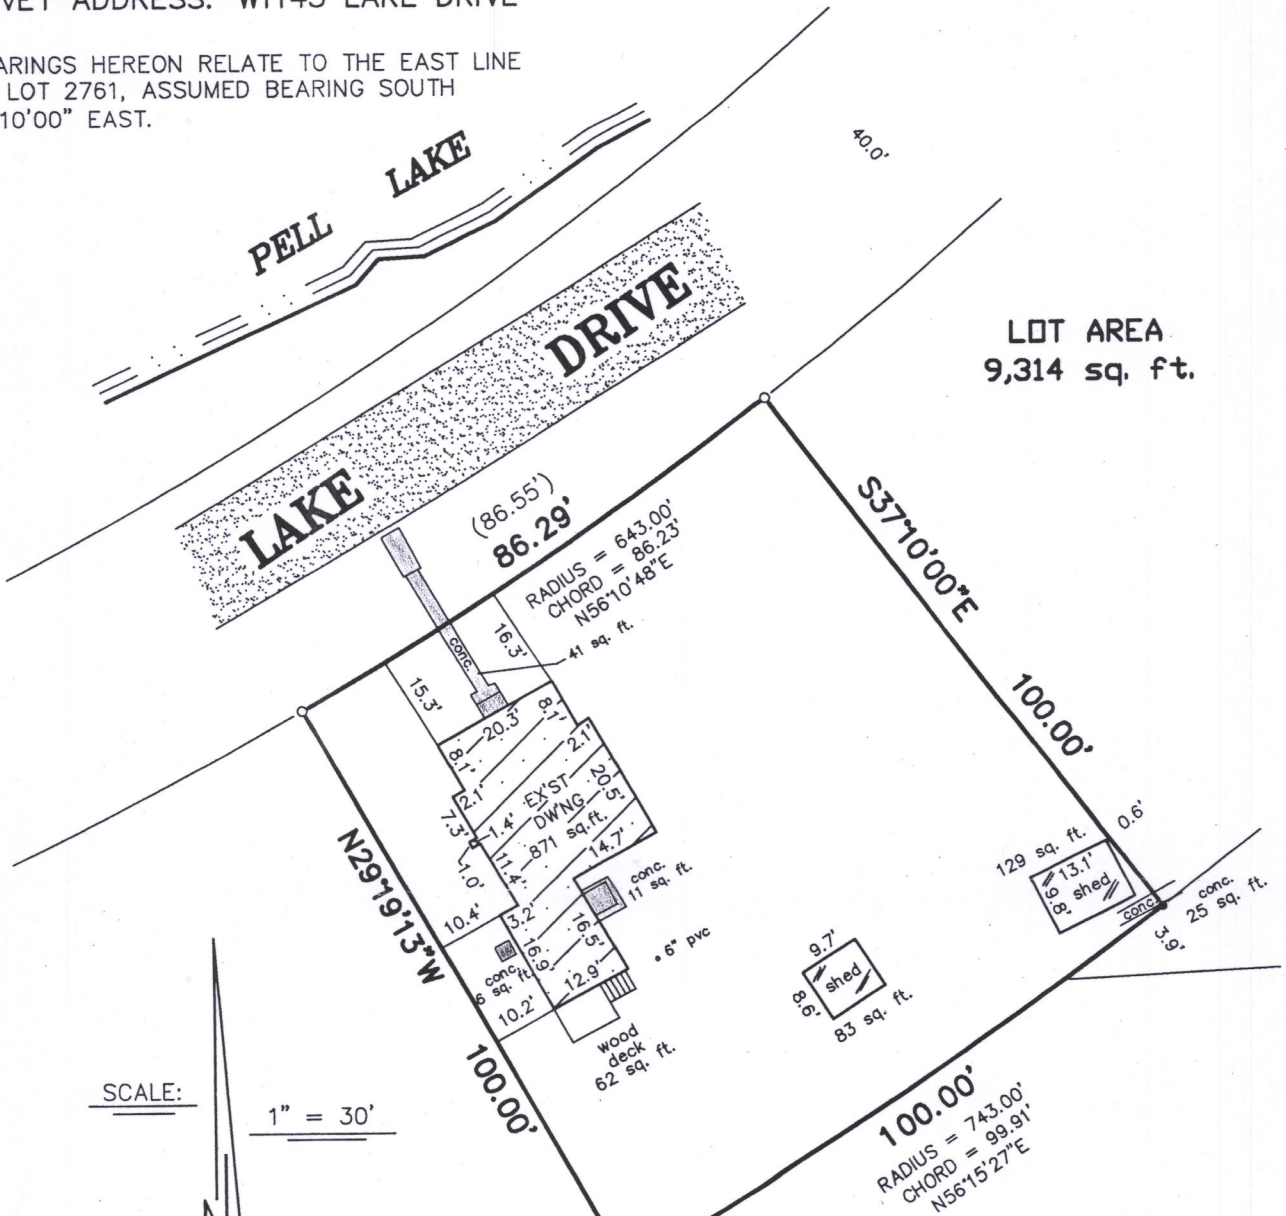 VEY ADDRESS: W1143 LAKE DRIVE
ARINGS HEREON RELATE TO THE EAST LINE
LOT 2761, ASSUMED BEARING SOUTH
10'00" EAST.
PELL LAKE
40.0'
LAKE DRIVE
LOT AREA
9,314 sq. ft.
(86.55')
86.29'
RADIUS = 643.00'
CHORD = 86.23'
N56°10'48"E
S37°10'00"E
100.00'
16.3'
conc.
41 sq. ft.
15.3'
20.3'
8.1'
8.1'
2.1'
2.1'
EX'ST
DW'NG
871 sq.ft.
20.5'
7.3'
1.4'
1.0'
11.4'
14.7'
conc.
11 sq. ft.
N29°19'13"W
100.00'
10.4'
3.2'
16.9'
16.5'
12.9'
conc.
6 sq. ft.
10.2'
6" pvc
wood
deck
62 sq. ft.
9.7'
8.6'
shed
83 sq. ft.
129 sq. ft.
13.1'
9.8'
shed
0.6'
conc.
conc.
25 sq. ft.
3.9'
100.00'
RADIUS = 743.00'
CHORD = 99.91'
N56°15'27"E
SCALE:
1" = 30'
N